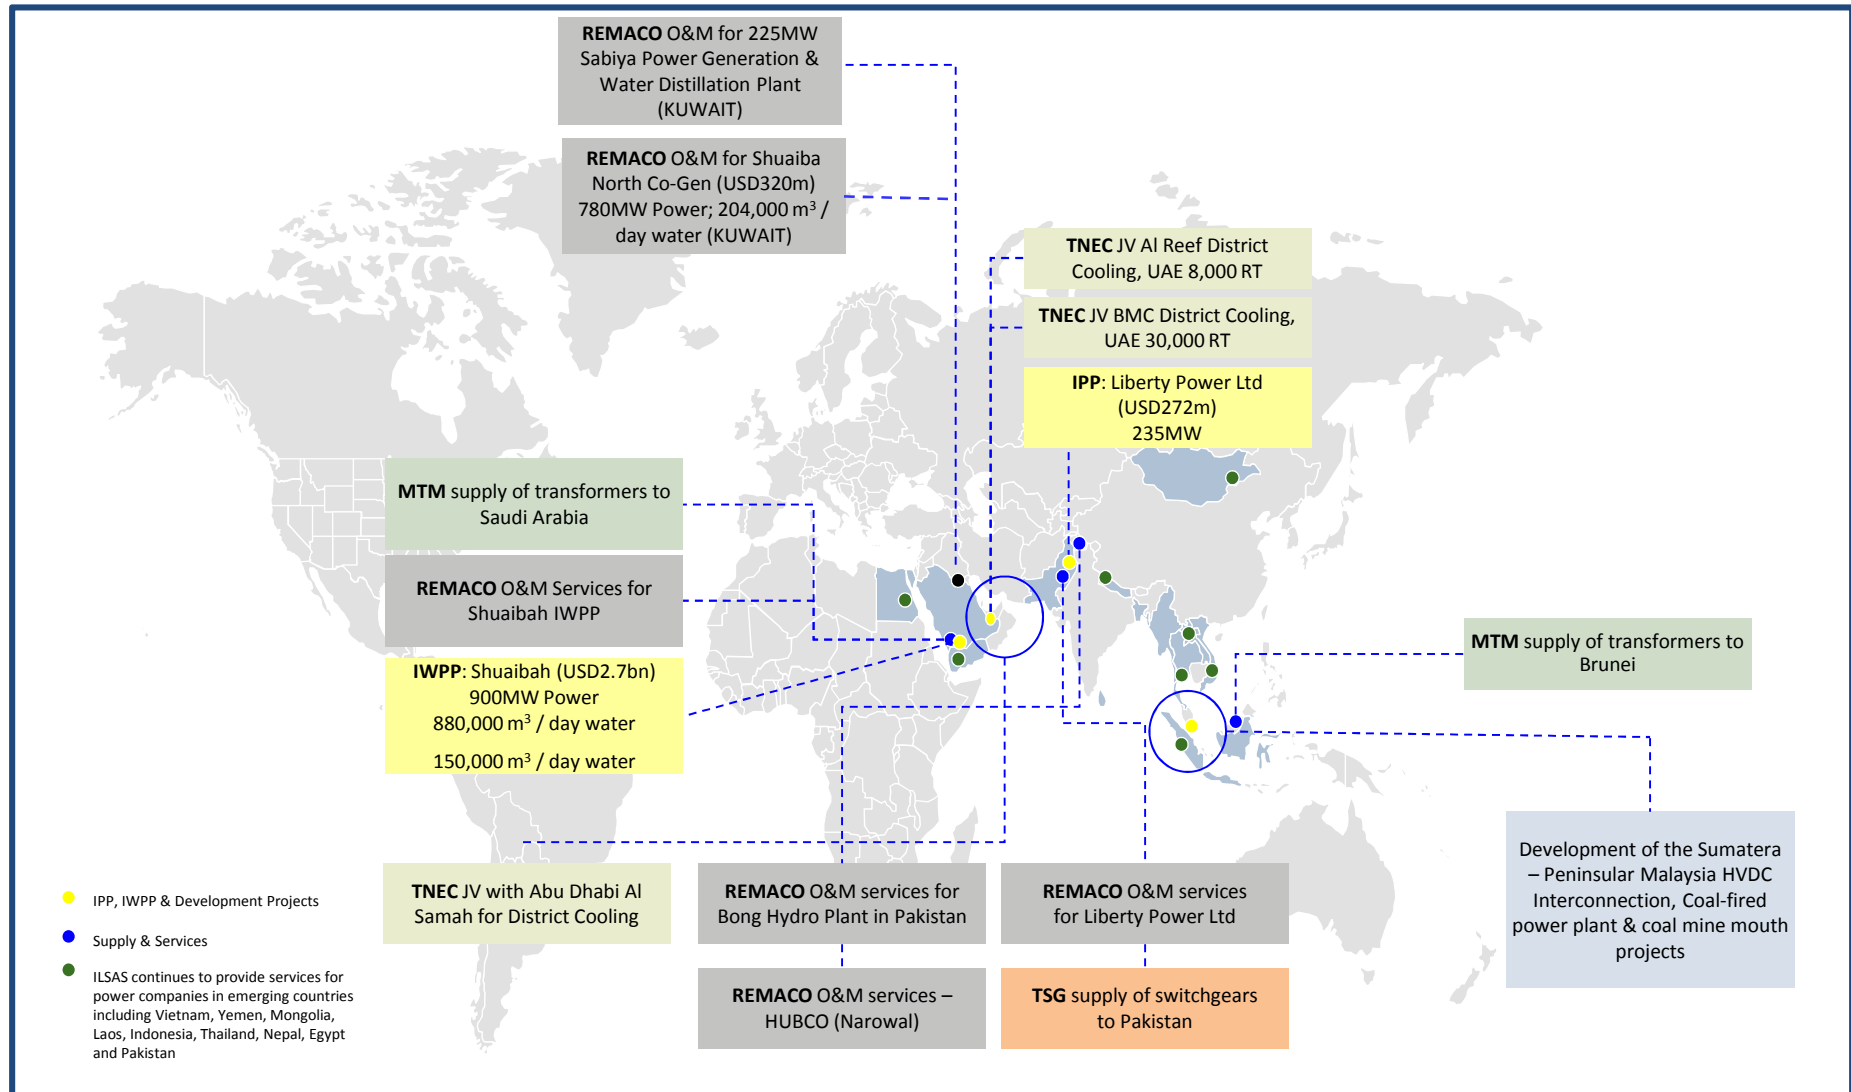 REMACO O&M for 225MW
Sabiya Power Generation &
Water Distillation Plant
(KUWAIT)
REMACO O&M for Shuaiba
North Co-Gen (USD320m)
780MW Power; 204,000 m³ /
day water (KUWAIT)
TNEC JV Al Reef District
Cooling, UAE 8,000 RT
TNEC JV BMC District Cooling,
UAE 30,000 RT
IPP: Liberty Power Ltd
(USD272m)
235MW
MTM supply of transformers to
Saudi Arabia
REMACO O&M Services for
Shuaibah IWPP
IWPP: Shuaibah (USD2.7bn)
900MW Power
880,000 m³ / day water
150,000 m³ / day water
MTM supply of transformers to
Brunei
Development of the Sumatera
– Peninsular Malaysia HVDC
Interconnection, Coal-fired
power plant & coal mine mouth
projects
TNEC JV with Abu Dhabi Al
Samah for District Cooling
REMACO O&M services for
Bong Hydro Plant in Pakistan
REMACO O&M services
for Liberty Power Ltd
REMACO O&M services –
HUBCO (Narowal)
TSG supply of switchgears
to Pakistan
IPP, IWPP & Development Projects
Supply & Services
ILSAS continues to provide services for
power companies in emerging countries
including Vietnam, Yemen, Mongolia,
Laos, Indonesia, Thailand, Nepal, Egypt
and Pakistan